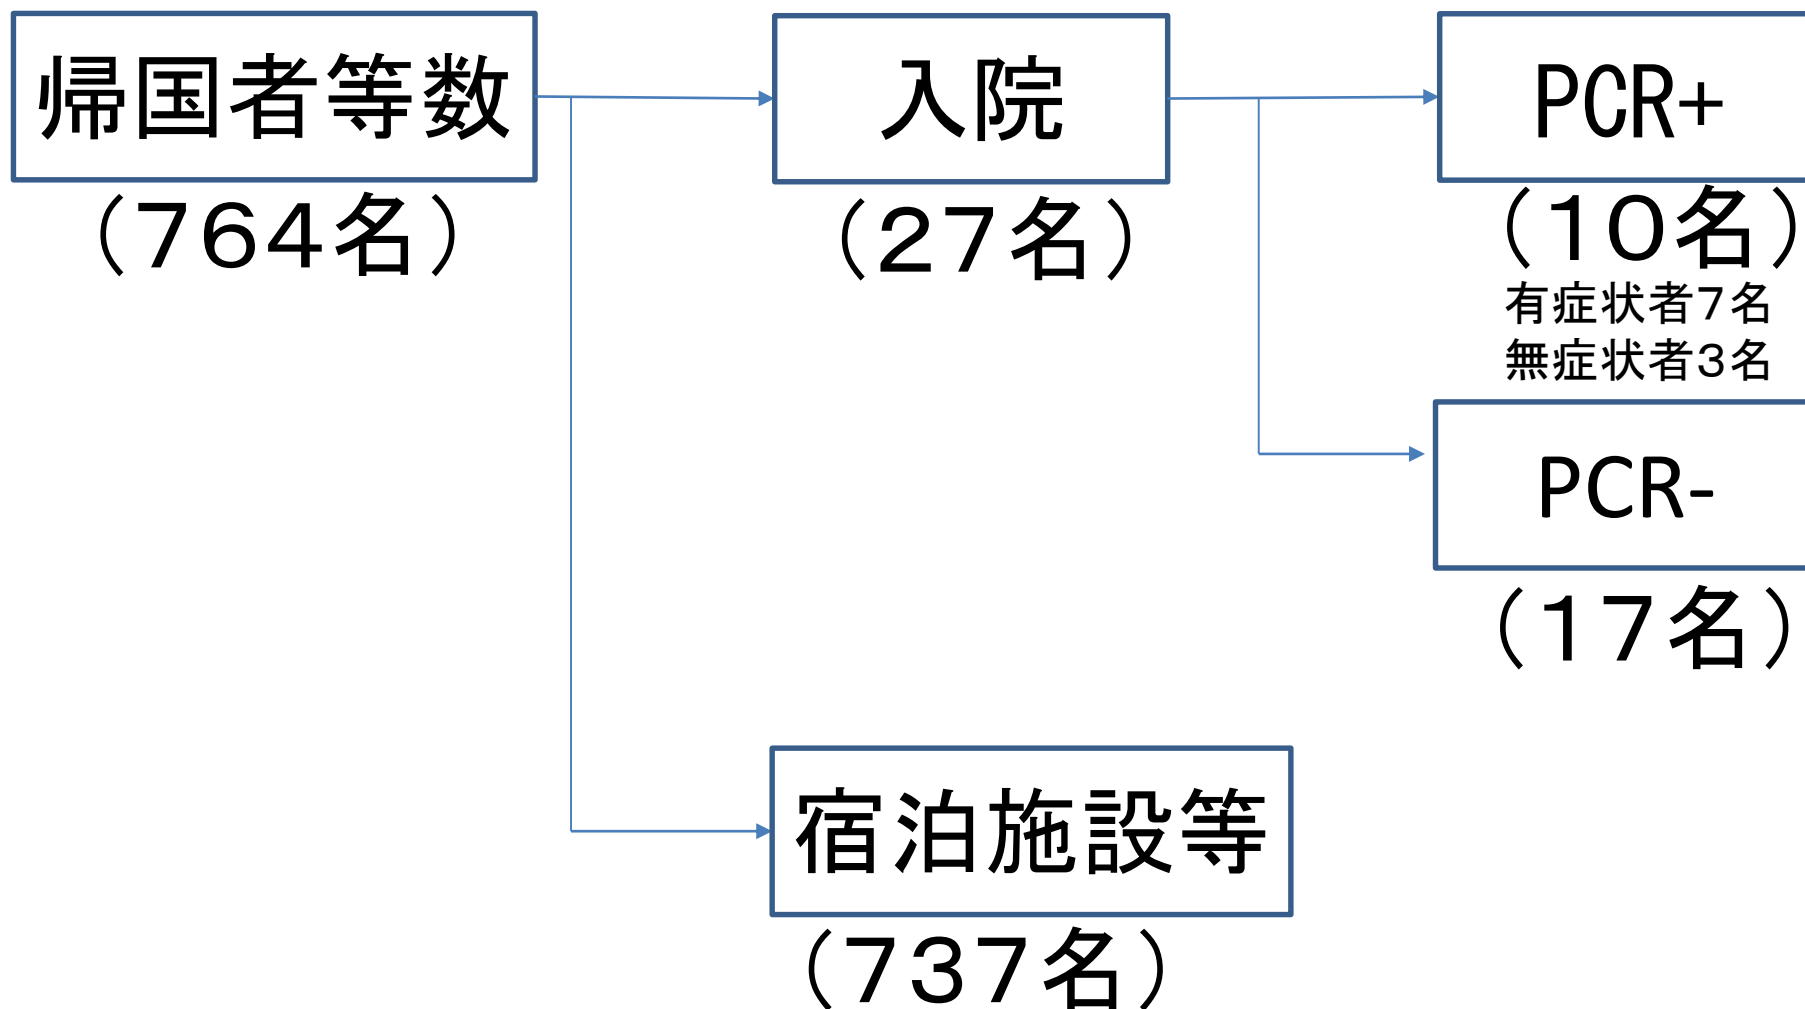 帰国者等数
（７６４名）
入院
（２７名）
PCR+
（１０名）
有症状者７名
無症状者３名
PCR-
（１７名）
宿泊施設等
（７３７名）